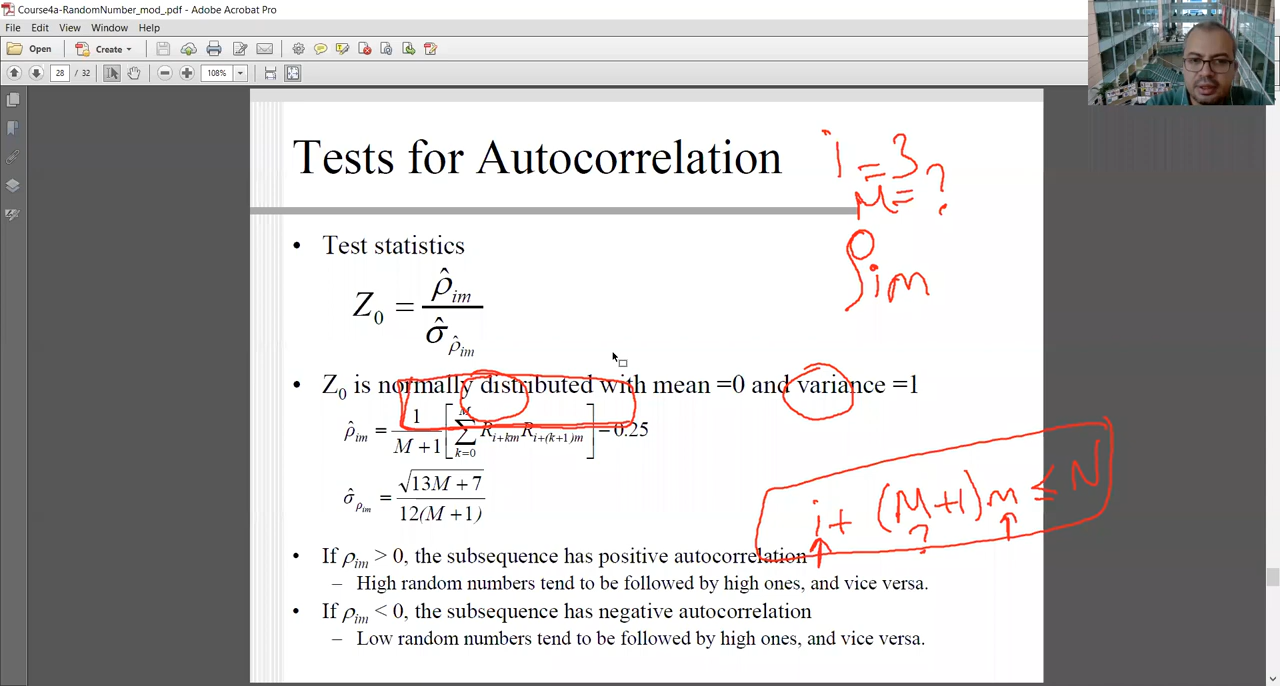 Course4a-RandomNumber_mod_.pdf - Adobe Acrobat Pro
File Edit View Window Help
Open Create
28 / 32 108%
Tests for Autocorrelation
i = 3
M = ?
ρim
• Test statistics
Z₀ = ρ̂im / σ̂ρ̂im
• Z₀ is normally distributed with mean =0 and variance =1
ρ̂im = 1/(M +1) [ Σ k=0 M Ri+km Ri+(k+1)m ] − 0.25
σ̂ρim = √(13M + 7) / 12(M +1)
i + (M+1)m ≤ N
?
• If ρim > 0, the subsequence has positive autocorrelation
– High random numbers tend to be followed by high ones, and vice versa.
• If ρim < 0, the subsequence has negative autocorrelation
– Low random numbers tend to be followed by high ones, and vice versa.